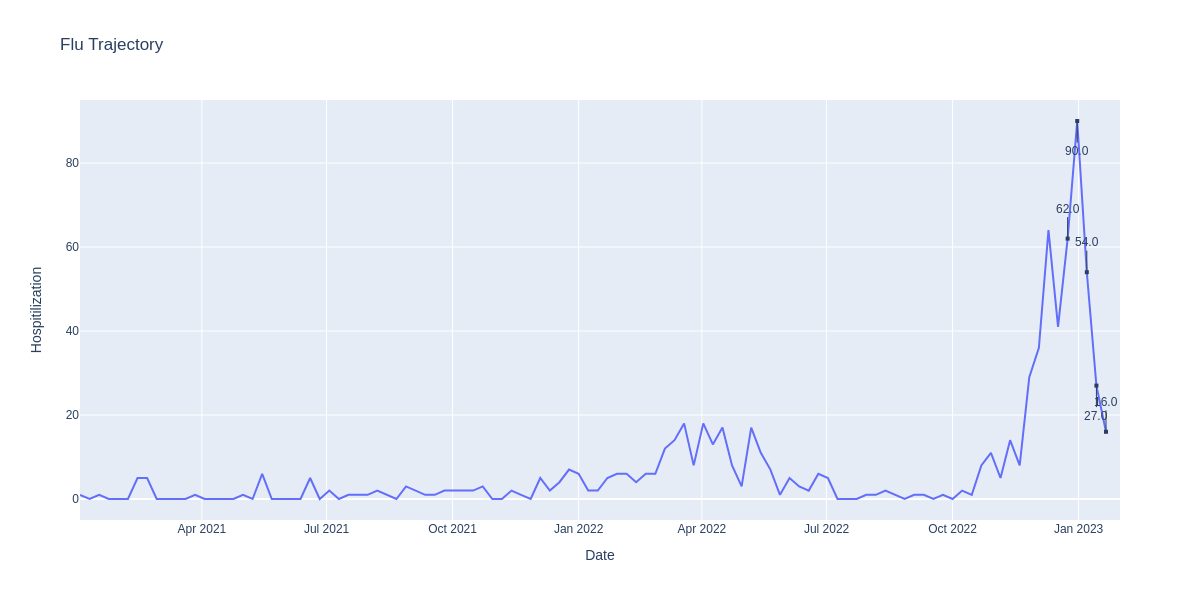 Flu Trajectory
Hospitilization
80
60
40
20
0
90.0
62.0
54.0
16.0
27.0
Apr 2021
Jul 2021
Oct 2021
Jan 2022
Apr 2022
Jul 2022
Oct 2022
Jan 2023
Date